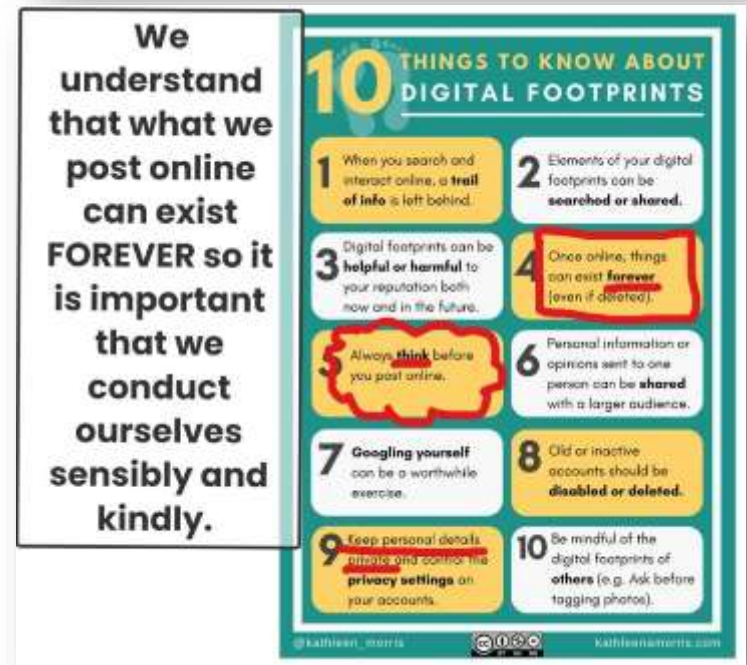 We
understand
that what we
post online
can exist
FOREVER so it
is important
that we
conduct
ourselves
sensibly and
kindly.
10 THINGS TO KNOW ABOUT
DIGITAL FOOTPRINTS
1 When you search and
interact online, a trail
of info is left behind.
2 Elements of your digital
footprints can be
searched or shared.
3 Digital footprints can be
helpful or harmful to
your reputation both
now and in the future.
4 Once online, things
can exist forever
(even if deleted).
5 Always think before
you post online.
6 Personal information or
opinions sent to one
person can be shared
with a larger audience.
7 Googling yourself
can be a worthwhile
exercise.
8 Old or inactive
accounts should be
disabled or deleted.
9 Keep personal details
private and control the
privacy settings on
your accounts.
10 Be mindful of the
digital footprints of
others (e.g. Ask before
tagging photos).
@kathleen_morris
kathleenamorris.com